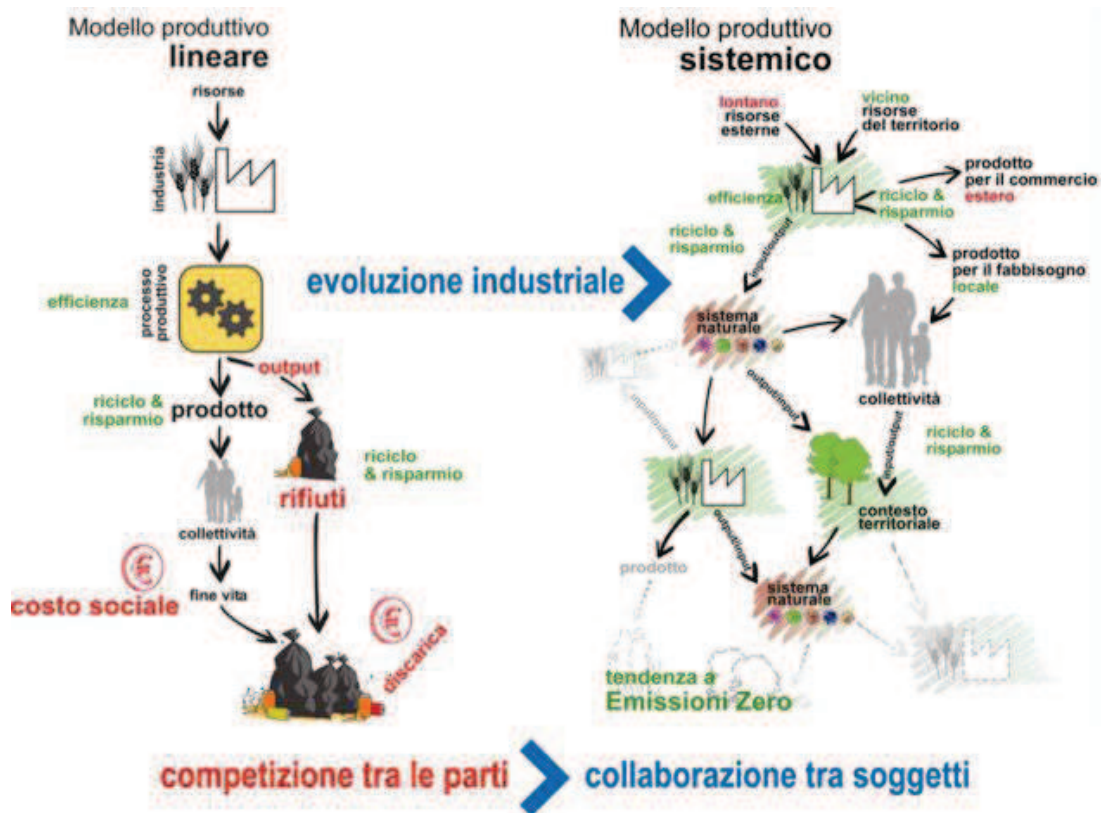 Modello produttivo
lineare
risorse
industria
efficienza
processo
produttivo
output
riciclo &
risparmio
prodotto
riciclo
& risparmio
rifiuti
collettività
costo sociale
fine vita
discarica
evoluzione industriale
Modello produttivo
sistemico
lontano
risorse
esterne
vicino
risorse
del territorio
efficienza
riciclo &
risparmio
prodotto
per il commercio
estero
riciclo &
risparmio
input/output
prodotto
per il fabbisogno
locale
sistema
naturale
collettività
input/output
output/input
input/output
riciclo &
risparmio
contesto
territoriale
output/input
prodotto
sistema
naturale
tendenza a
Emissioni Zero
competizione tra le parti
collaborazione tra soggetti